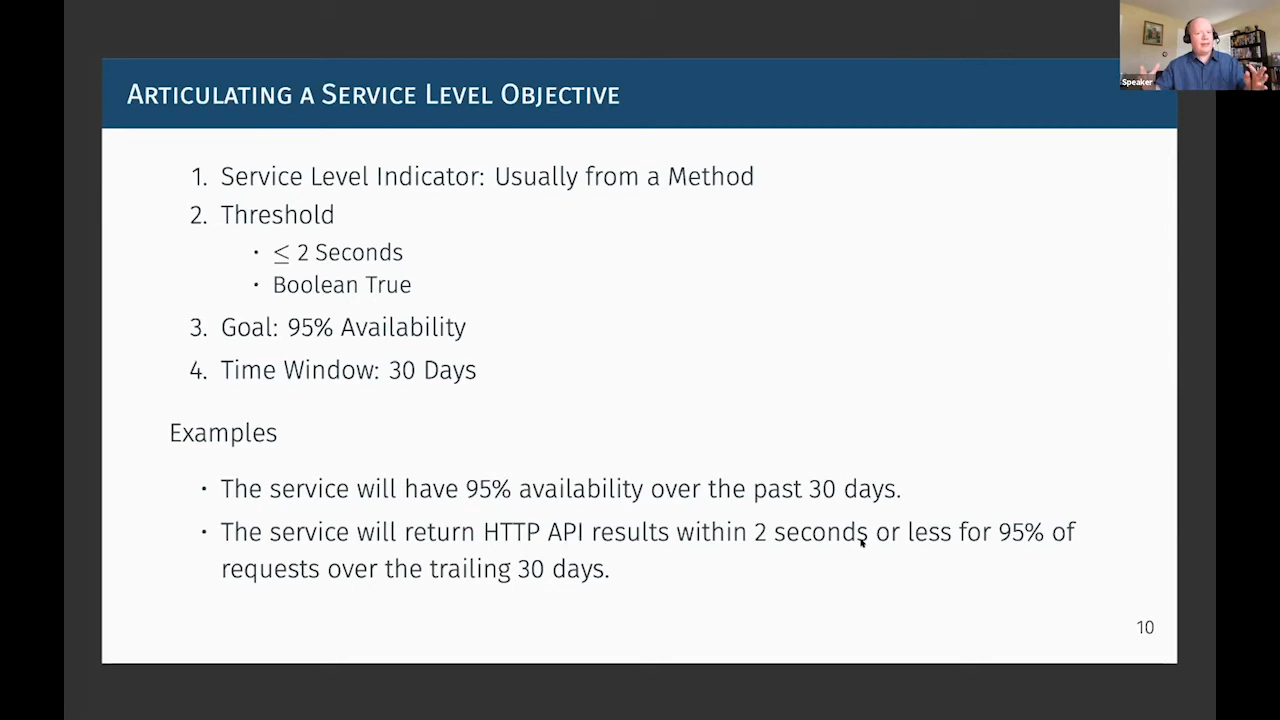 Speaker
ARTICULATING A SERVICE LEVEL OBJECTIVE
1. Service Level Indicator: Usually from a Method
2. Threshold
· ≤ 2 Seconds
· Boolean True
3. Goal: 95% Availability
4. Time Window: 30 Days
Examples
· The service will have 95% availability over the past 30 days.
· The service will return HTTP API results within 2 seconds or less for 95% of
requests over the trailing 30 days.
10